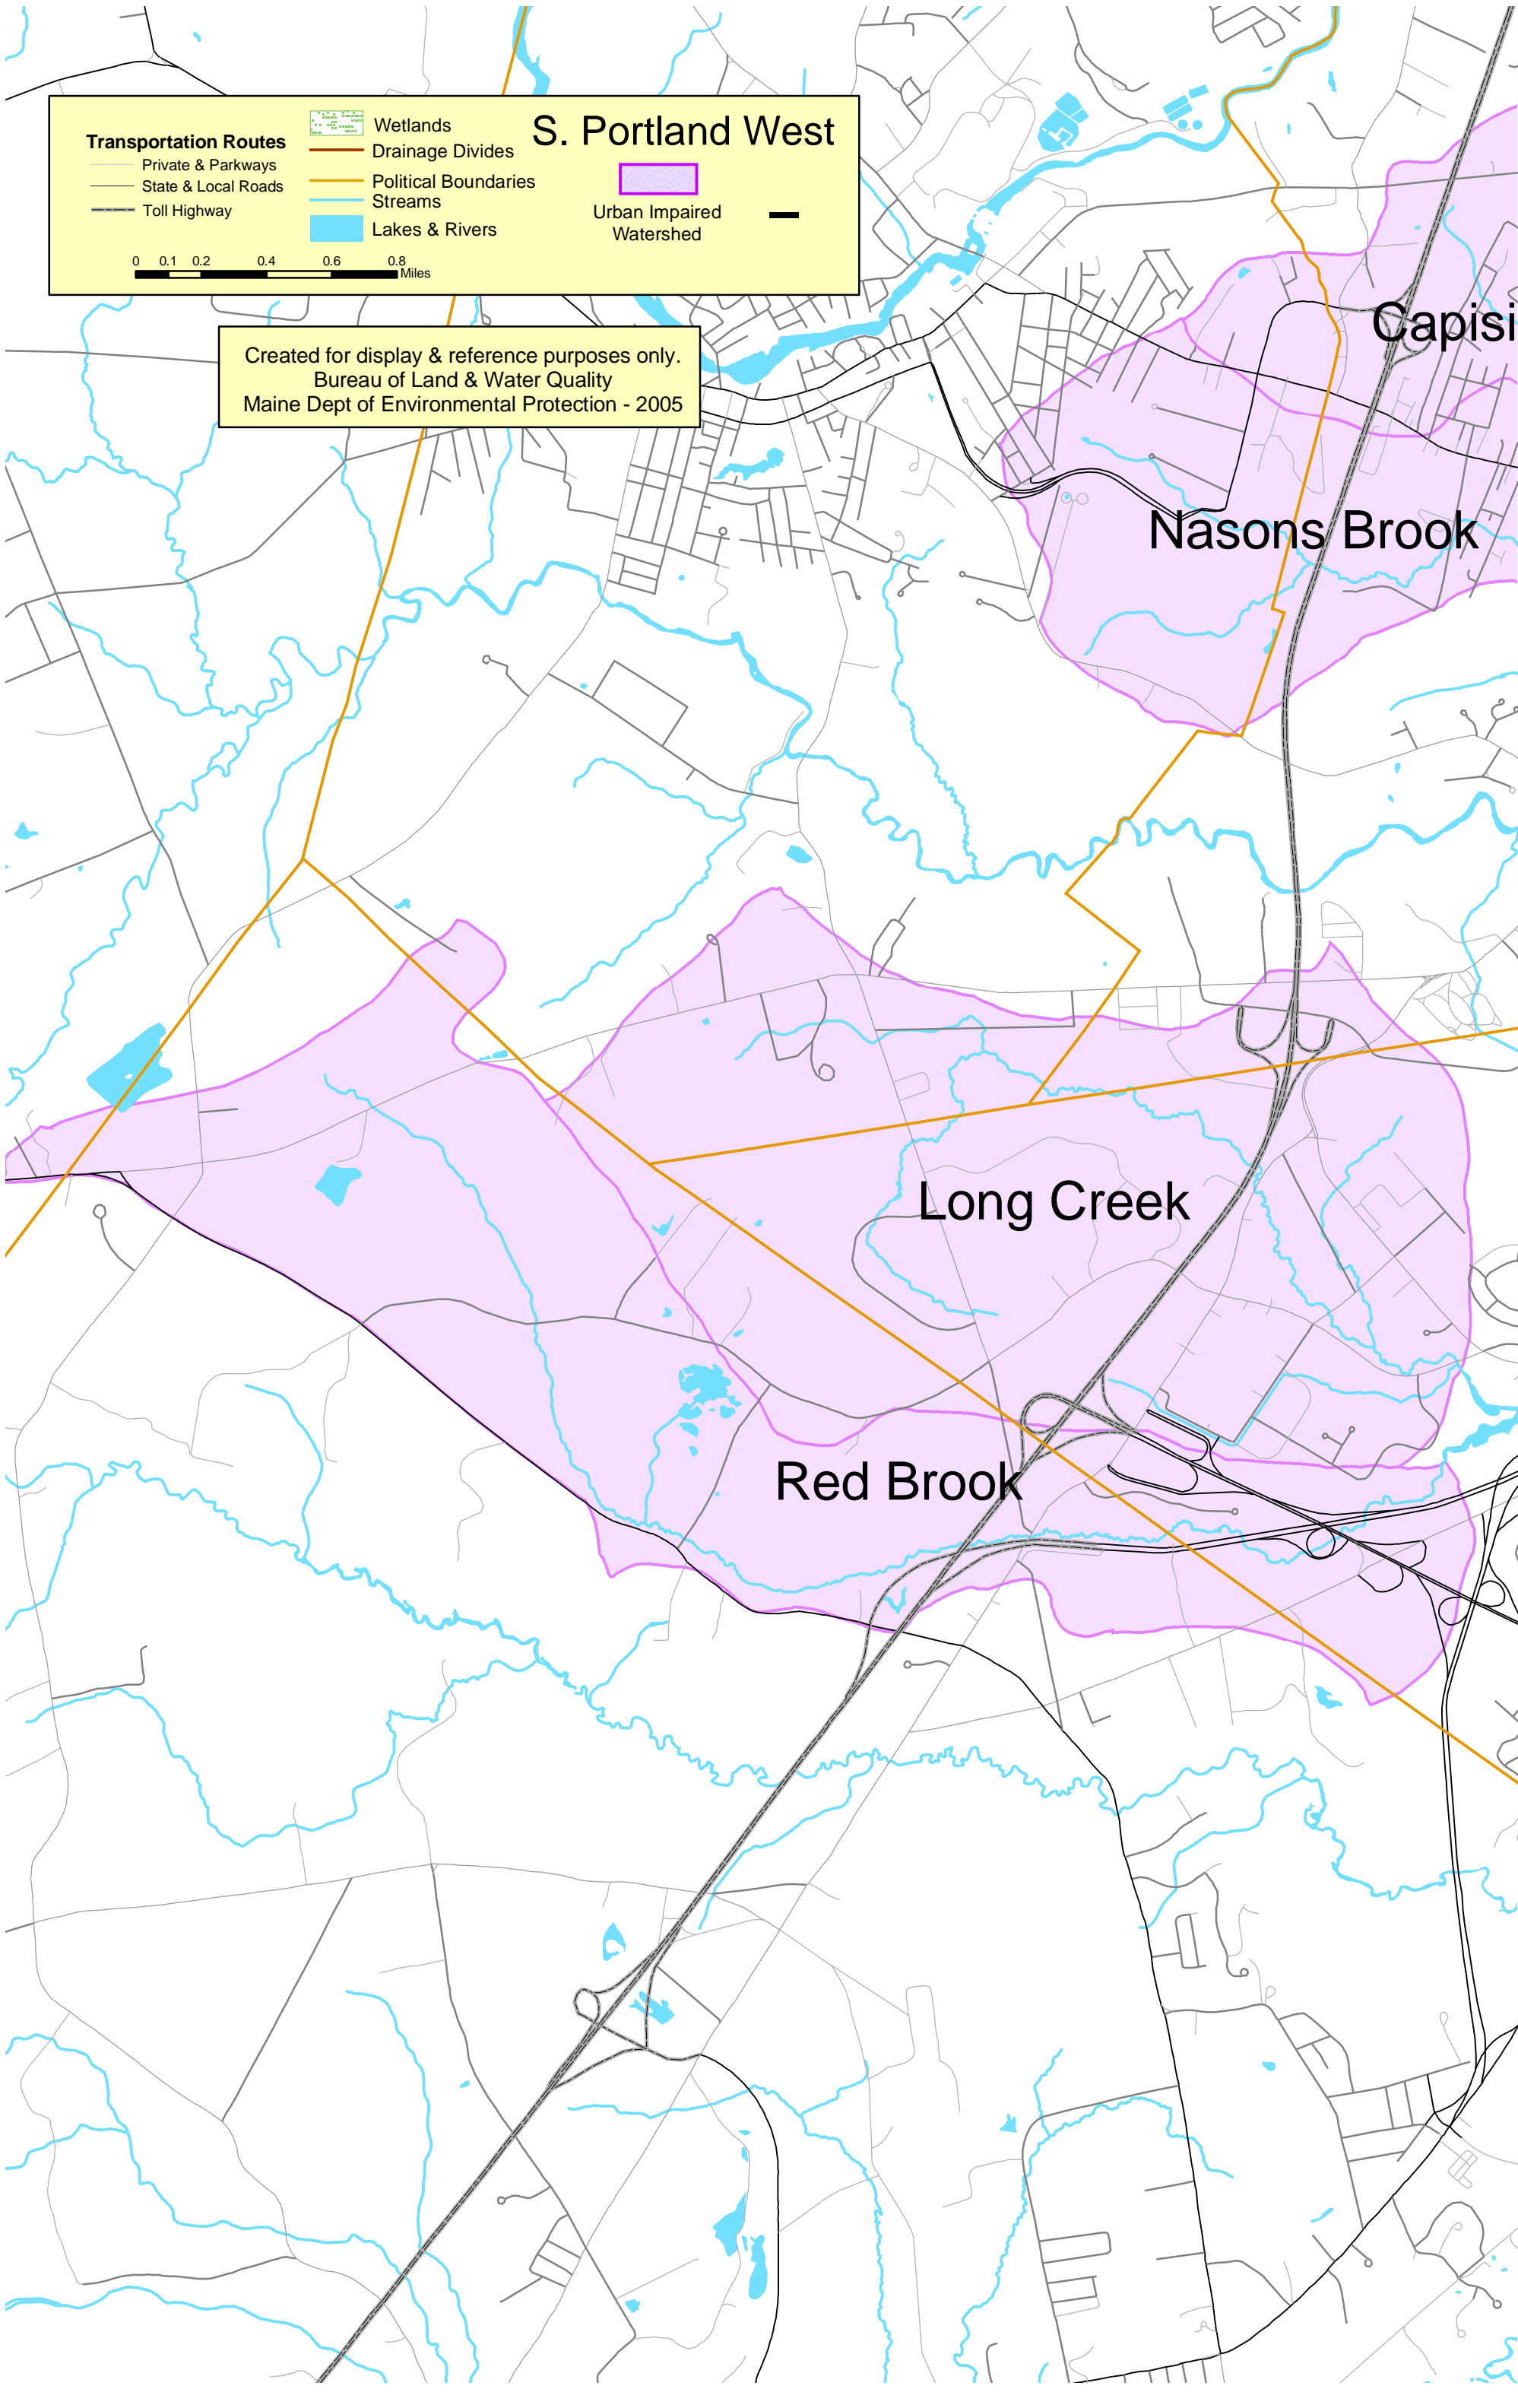 S. Portland West
Transportation Routes
Private & Parkways
State & Local Roads
Toll Highway
Wetlands
Drainage Divides
Political Boundaries
Streams
Lakes & Rivers
Urban Impaired
Watershed
0 0.1 0.2 0.4 0.6 0.8
Miles
Created for display & reference purposes only.
Bureau of Land & Water Quality
Maine Dept of Environmental Protection - 2005
Capisi
Nasons Brook
Long Creek
Red Brook